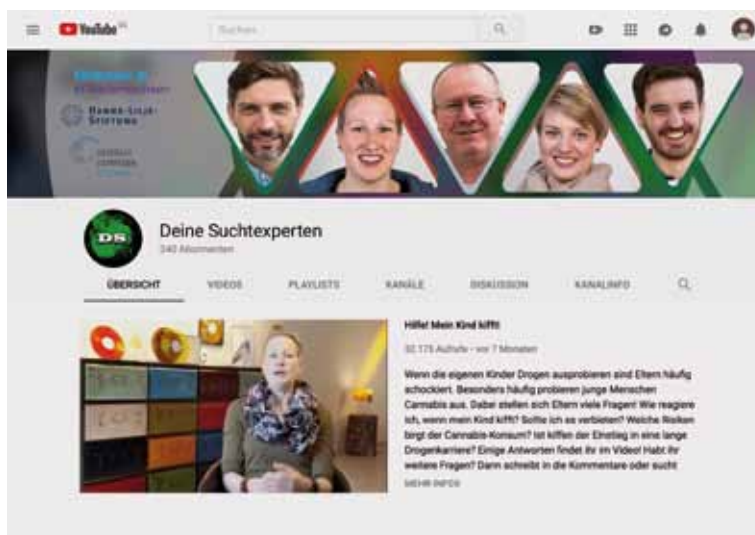 YouTube DE
Suchen
HANNS-LILJE-
STIFTUNG
DS
Deine Suchtexperten
240 Abonnenten
ÜBERSICHT VIDEOS PLAYLISTS KANÄLE DISKUSSION KANALINFO
Hilfe! Mein Kind kifft!
32.175 Aufrufe • vor 7 Monaten
Wenn die eigenen Kinder Drogen ausprobieren sind Eltern häufig
schockiert. Besonders häufig probieren junge Menschen
Cannabis aus. Dabei stellen sich Eltern viele Fragen! Wie reagiere
ich, wenn mein Kind kifft? Sollte ich es verbieten? Welche Risiken
birgt der Cannabis-Konsum? Ist kiffen der Einstieg in eine lange
Drogenkarriere? Einige Antworten findet ihr im Video! Habt ihr
weitere Fragen? Dann schreibt in die Kommentare oder sucht
MEHR INFOS